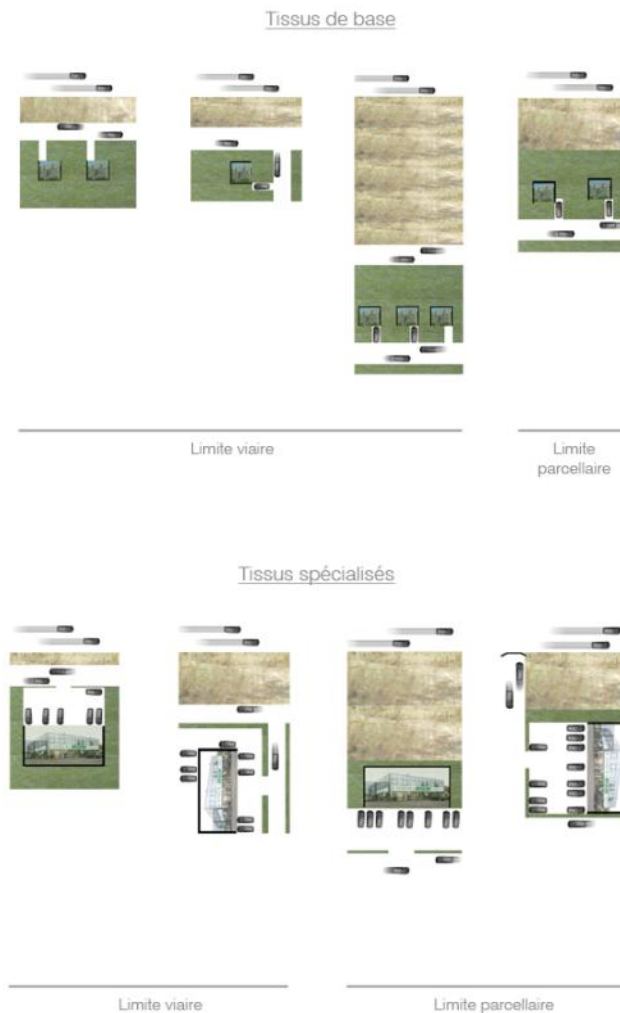 Tissus de base
Limite viaire
Limite
parcellaire
Tissus spécialisés
Limite viaire
Limite parcellaire